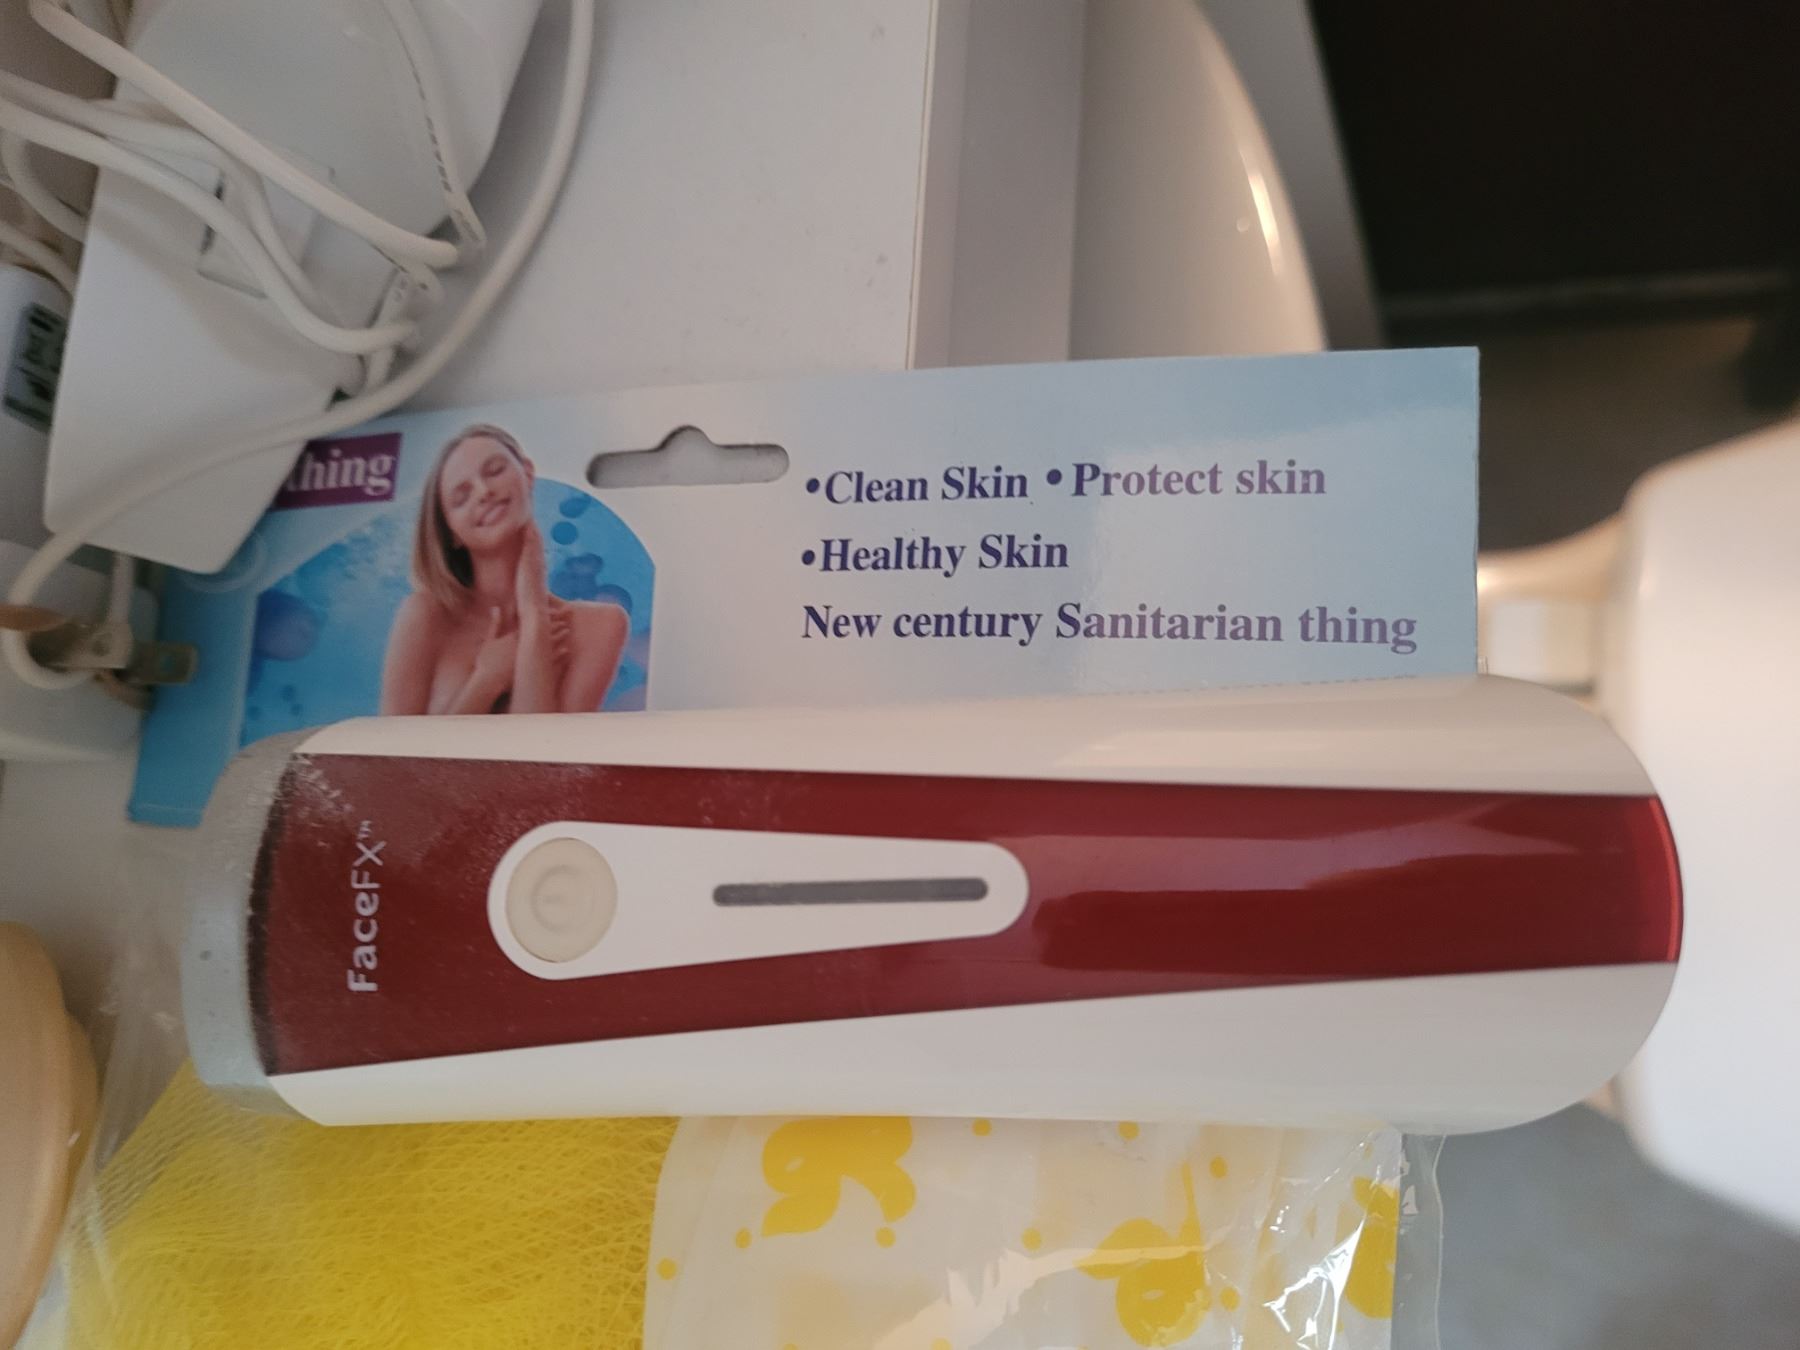 thing
•Clean Skin •Protect skin
•Healthy Skin
New century Sanitarian thing
FaceFX™